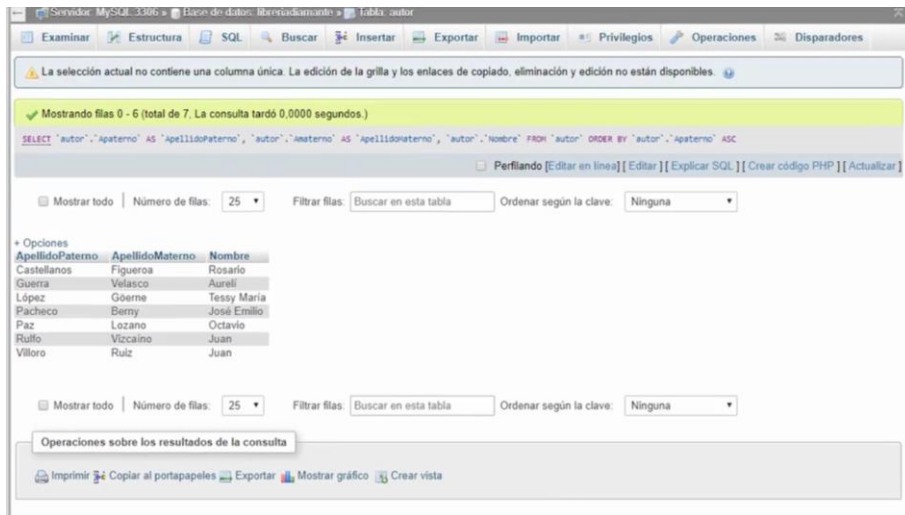 Servidor: MySQL:3306 » Base de datos: libreriadiamante » Tabla: autor
Examinar Estructura SQL Buscar Insertar Exportar Importar Privilegios Operaciones Disparadores
La selección actual no contiene una columna única. La edición de la grilla y los enlaces de copiado, eliminación y edición no están disponibles.
Mostrando filas 0 - 6 (total de 7, La consulta tardó 0,0000 segundos.)
SELECT `autor`.`Apaterno` AS `ApellidoPaterno`, `autor`.`Amaterno` AS `ApellidoMaterno`, `autor`.`Nombre` FROM `autor` ORDER BY `autor`.`Apaterno` ASC
Perfilando [Editar en línea] [ Editar ] [ Explicar SQL ] [ Crear código PHP ] [ Actualizar ]
Mostrar todo | Número de filas: 25 Filtrar filas: Buscar en esta tabla Ordenar según la clave: Ninguna
+ Opciones
ApellidoPaterno ApellidoMaterno Nombre
Castellanos Figueroa Rosario
Guerra Velasco Aureli
López Göerne Tessy María
Pacheco Berny José Emilio
Paz Lozano Octavio
Rulfo Vizcaino Juan
Villoro Ruiz Juan
Mostrar todo | Número de filas: 25 Filtrar filas: Buscar en esta tabla Ordenar según la clave: Ninguna
Operaciones sobre los resultados de la consulta
Imprimir Copiar al portapapeles Exportar Mostrar gráfico Crear vista